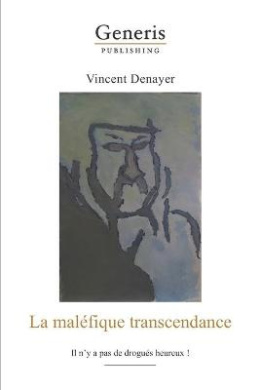 Generis
PUBLISHING
Vincent Denayer
La maléfique transcendance
Il n'y a pas de drogués heureux !